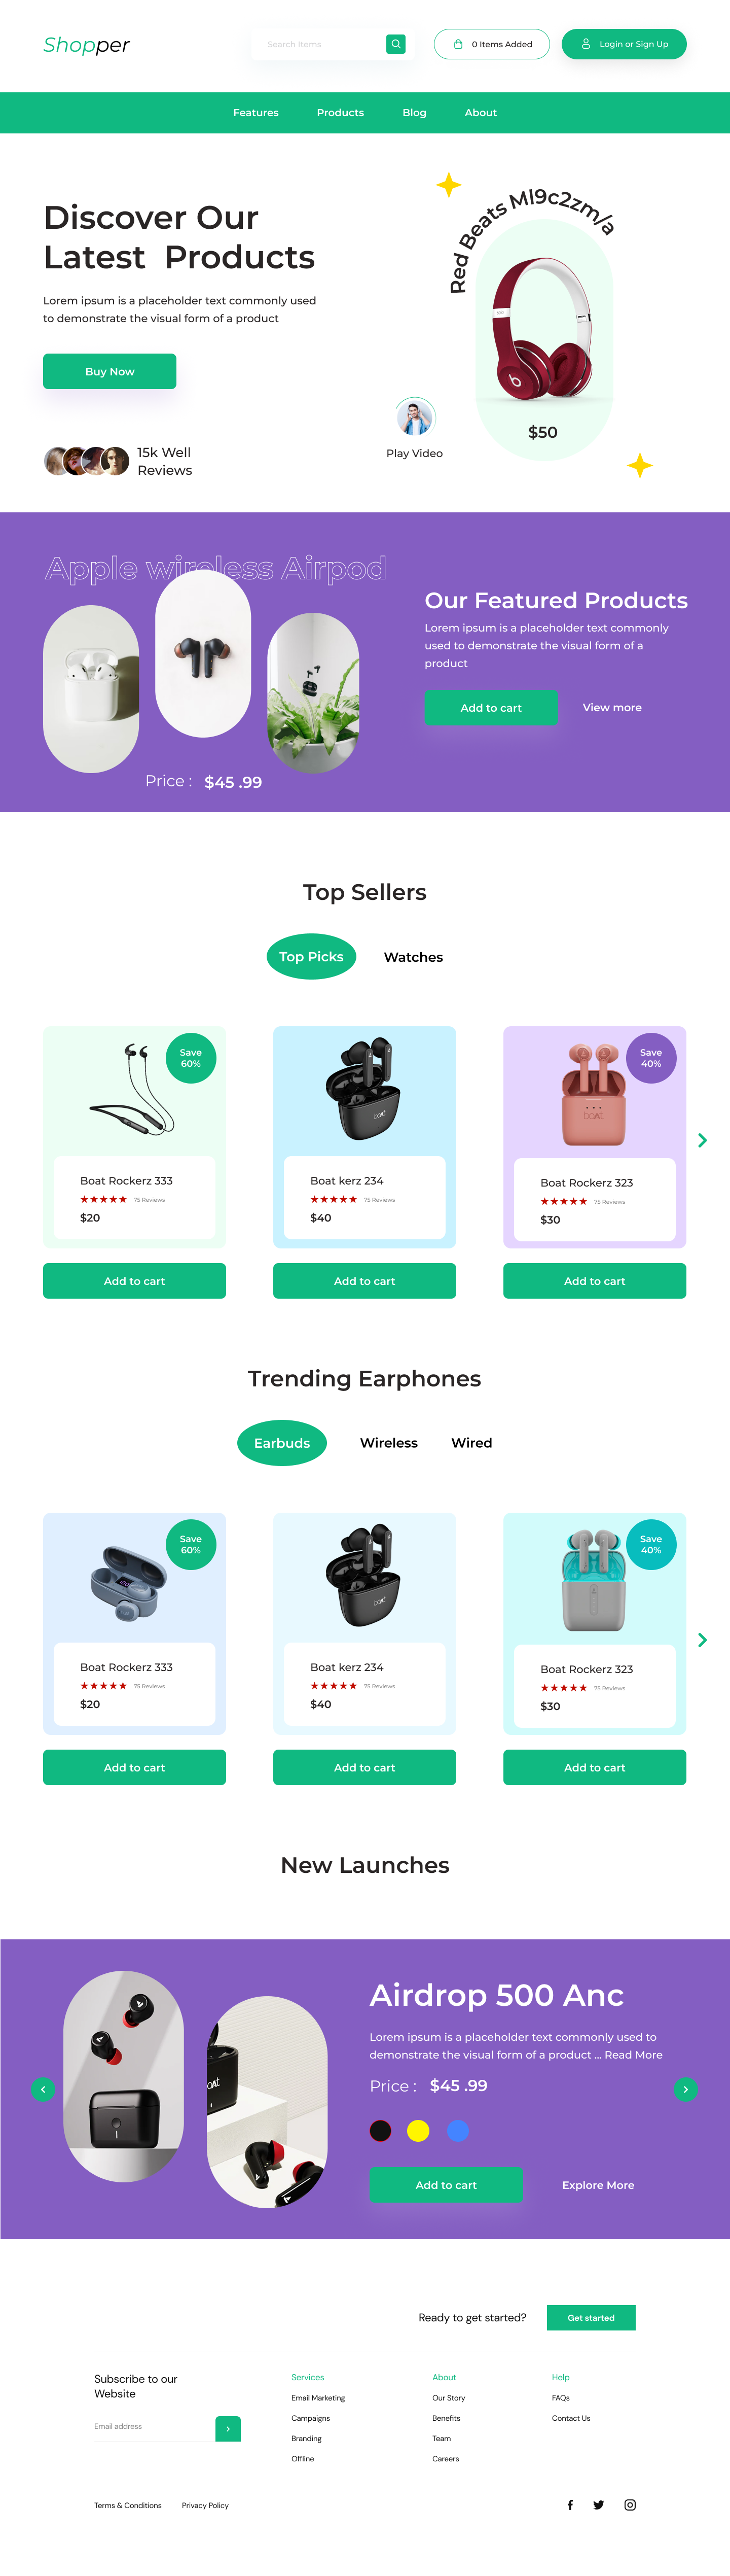 Shopper
Search Items
0 Items Added
Login or Sign Up
Features
Products
Blog
About
Discover Our
Latest Products
Lorem ipsum is a placeholder text commonly used
to demonstrate the visual form of a product
Buy Now
15k Well
Reviews
Red Beats Ml9c2zm/a
$50
Play Video
Apple wireless Airpod
Price : $45 .99
Our Featured Products
Lorem ipsum is a placeholder text commonly
used to demonstrate the visual form of a
product
Add to cart
View more
Top Sellers
Top Picks
Watches
Save
60%
Boat Rockerz 333
75 Reviews
$20
Add to cart
boAt
Boat kerz 234
75 Reviews
$40
Add to cart
Save
40%
boAt
Boat Rockerz 323
75 Reviews
$30
Add to cart
Trending Earphones
Earbuds
Wireless
Wired
Save
60%
Boat Rockerz 333
75 Reviews
$20
Add to cart
boAt
Boat kerz 234
75 Reviews
$40
Add to cart
Save
40%
Boat Rockerz 323
75 Reviews
$30
Add to cart
New Launches
Airdrop 500 Anc
Lorem ipsum is a placeholder text commonly used to
demonstrate the visual form of a product ... Read More
Price : $45 .99
Add to cart
Explore More
Ready to get started?
Get started
Subscribe to our
Website
Email address
Services
Email Marketing
Campaigns
Branding
Offline
About
Our Story
Benefits
Team
Careers
Help
FAQs
Contact Us
Terms & Conditions
Privacy Policy